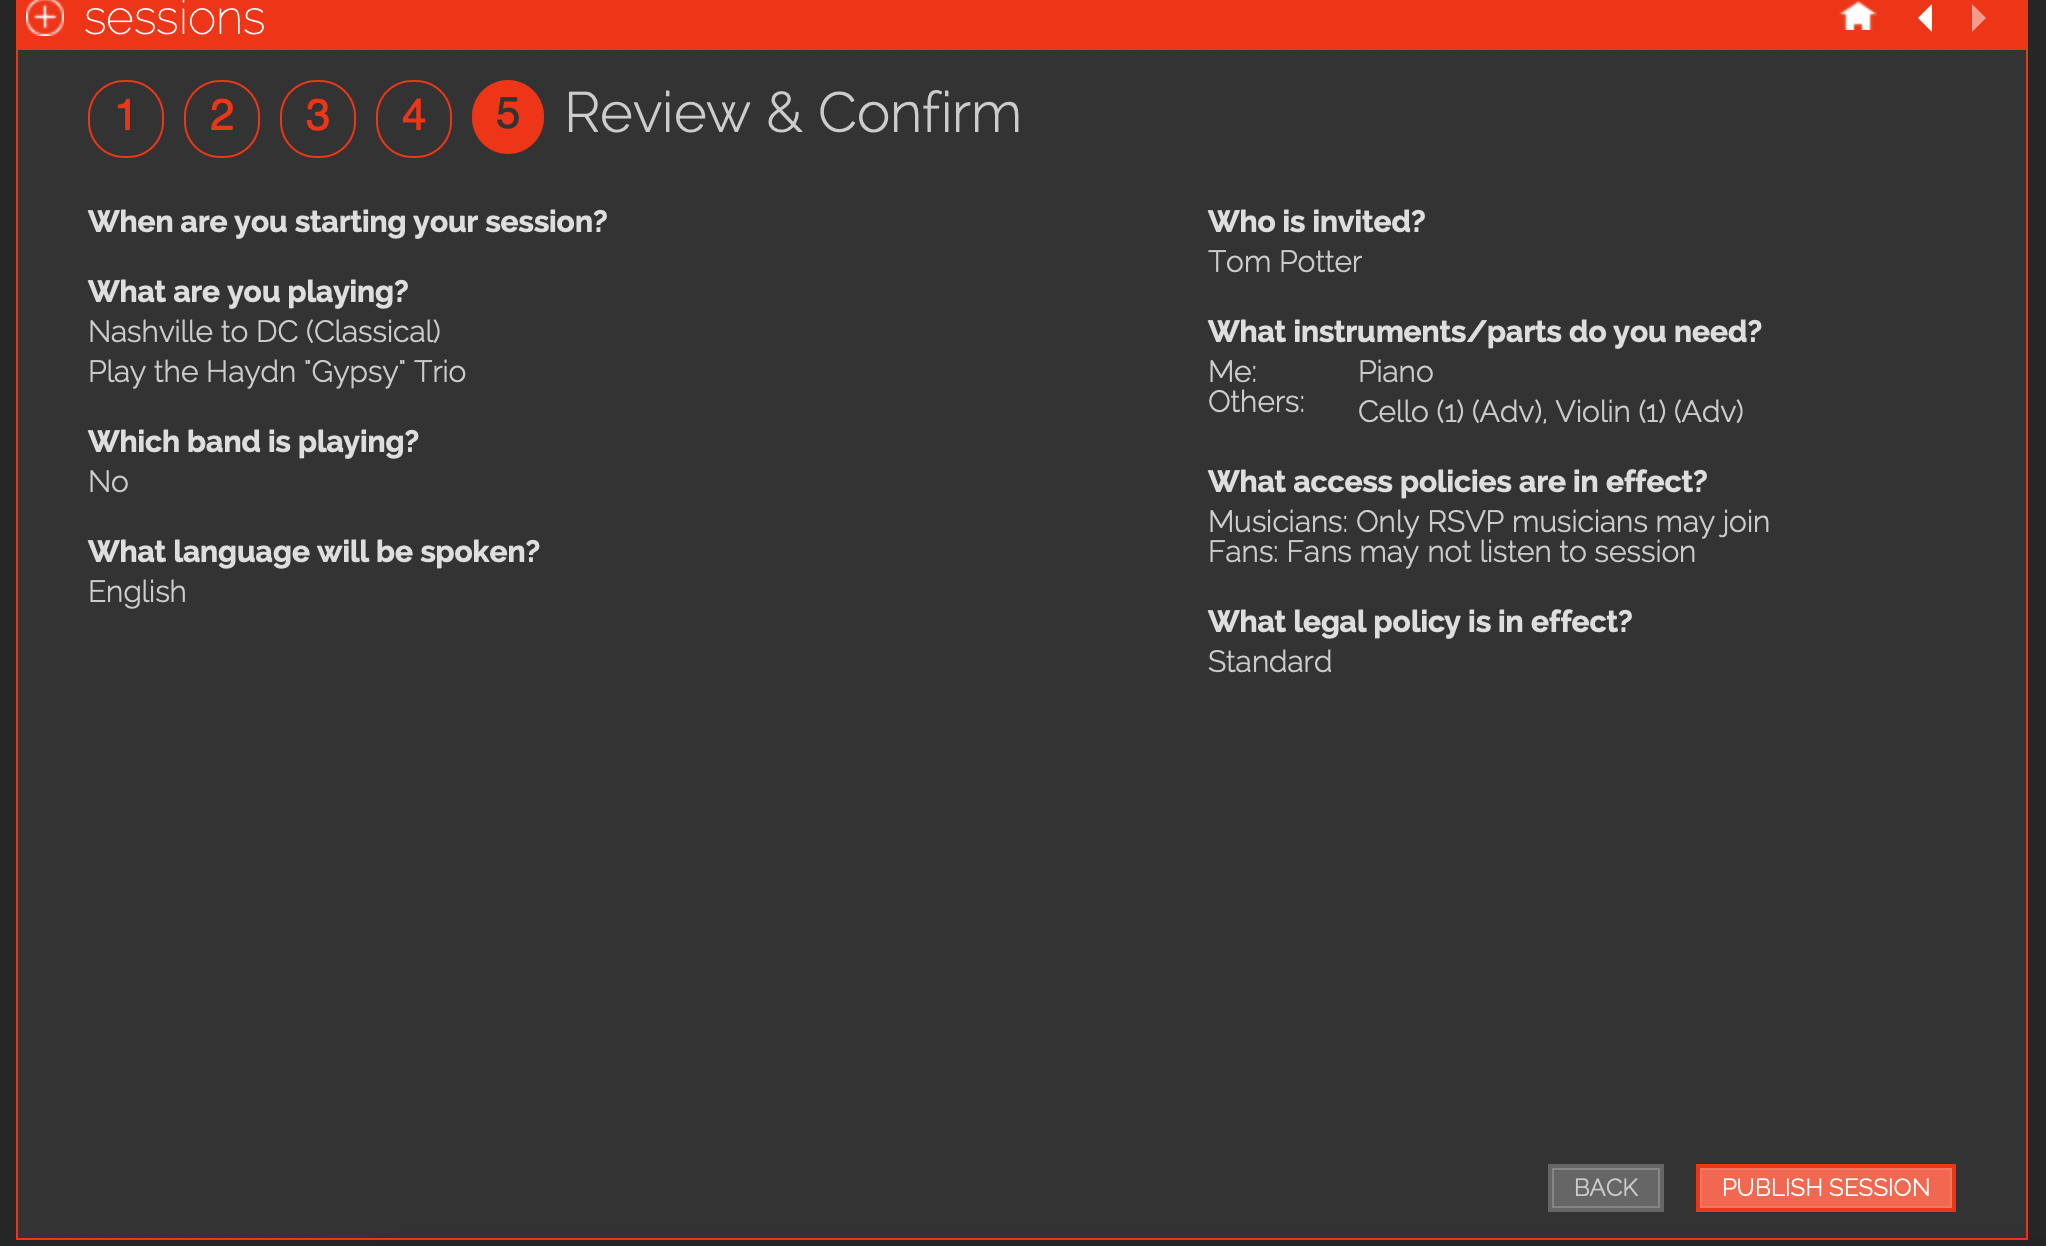 sessions
1 2 3 4 5 Review & Confirm
When are you starting your session?
What are you playing?
Nashville to DC (Classical)
Play the Haydn "Gypsy" Trio
Which band is playing?
No
What language will be spoken?
English
Who is invited?
Tom Potter
What instruments/parts do you need?
Me: Piano
Others: Cello (1) (Adv), Violin (1) (Adv)
What access policies are in effect?
Musicians: Only RSVP musicians may join
Fans: Fans may not listen to session
What legal policy is in effect?
Standard
BACK PUBLISH SESSION